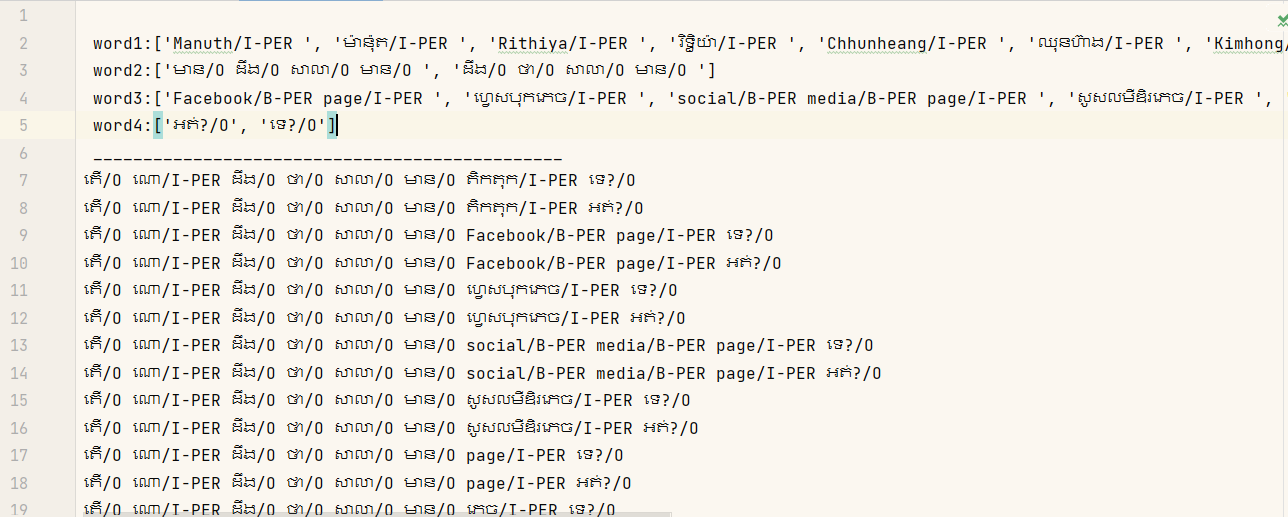 1
2 word1:['Manuth/I-PER ', 'ម៉ានុំត/I-PER ', 'Rithiya/I-PER ', 'រិទ្ធិយ៉ា/I-PER ', 'Chhunheang/I-PER ', 'ឈុនហ៊ាង/I-PER ', 'Kimhong/
3 word2:['មាន/O ដឹង/O សាលា/O មាន/O ', 'ដឹង/O ថា/O សាលា/O មាន/O ']
4 word3:['Facebook/B-PER page/I-PER ', 'ហ្វេសបុកភេច/I-PER ', 'social/B-PER media/B-PER page/I-PER ', 'សូសលមីឌិរភេច/I-PER ',
5 word4:['អត់?/O', 'ទេ?/O']
6 _______________________________________________
7 តើ/O ណោ/I-PER ដឹង/O ថា/O សាលា/O មាន/O តិកតុក/I-PER ទេ?/O
8 តើ/O ណោ/I-PER ដឹង/O ថា/O សាលា/O មាន/O តិកតុក/I-PER អត់?/O
9 តើ/O ណោ/I-PER ដឹង/O ថា/O សាលា/O មាន/O Facebook/B-PER page/I-PER ទេ?/O
10 តើ/O ណោ/I-PER ដឹង/O ថា/O សាលា/O មាន/O Facebook/B-PER page/I-PER អត់?/O
11 តើ/O ណោ/I-PER ដឹង/O ថា/O សាលា/O មាន/O ហ្វេសបុកភេច/I-PER ទេ?/O
12 តើ/O ណោ/I-PER ដឹង/O ថា/O សាលា/O មាន/O ហ្វេសបុកភេច/I-PER អត់?/O
13 តើ/O ណោ/I-PER ដឹង/O ថា/O សាលា/O មាន/O social/B-PER media/B-PER page/I-PER ទេ?/O
14 តើ/O ណោ/I-PER ដឹង/O ថា/O សាលា/O មាន/O social/B-PER media/B-PER page/I-PER អត់?/O
15 តើ/O ណោ/I-PER ដឹង/O ថា/O សាលា/O មាន/O សូសលមីឌិរភេច/I-PER ទេ?/O
16 តើ/O ណោ/I-PER ដឹង/O ថា/O សាលា/O មាន/O សូសលមីឌិរភេច/I-PER អត់?/O
17 តើ/O ណោ/I-PER ដឹង/O ថា/O សាលា/O មាន/O page/I-PER ទេ?/O
18 តើ/O ណោ/I-PER ដឹង/O ថា/O សាលា/O មាន/O page/I-PER អត់?/O
19 តើ/O ណោ/I-PER ដឹង/O ថា/O សាលា/O មាន/O ភេច/I-PER ទេ?/O